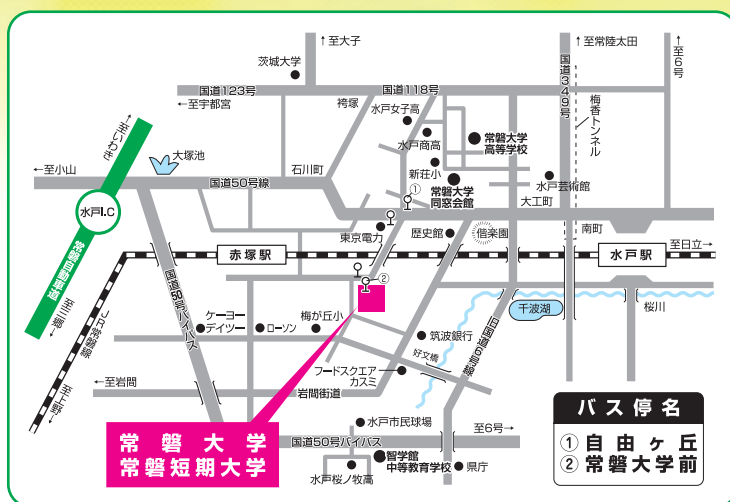 ↑至大子
↑至常陸太田
↑至6号
茨城大学
国道123号
国道118号
国道349号
←至宇都宮
袴塚
水戸女子高
梅香トンネル
↑至いわき
水戸商高
常磐大学
高等学校
大塚池
石川町
新荘小
←至小山
国道50号線
常磐大学
同窓会館
水戸芸術館
大工町
①
水戸I.C
東京電力
歴史館
偕楽園
南町
赤塚駅
水戸駅
至日立→
常磐自動車道
②
千波湖
桜川
国道50号バイパス
旧国道6号線
←至三郷
JR常磐線
←至上野
ケーヨー
デイツー
ローソン
梅が丘小
筑波銀行
好文橋
フードスクエア
カスミ
←至岩間
岩間街道
水戸市民球場
常磐大学
常磐短期大学
国道50号バイパス
至6号→
智学館
中等教育学校
県庁
水戸桜ノ牧高
バス停名
① 自由ヶ丘
② 常磐大学前